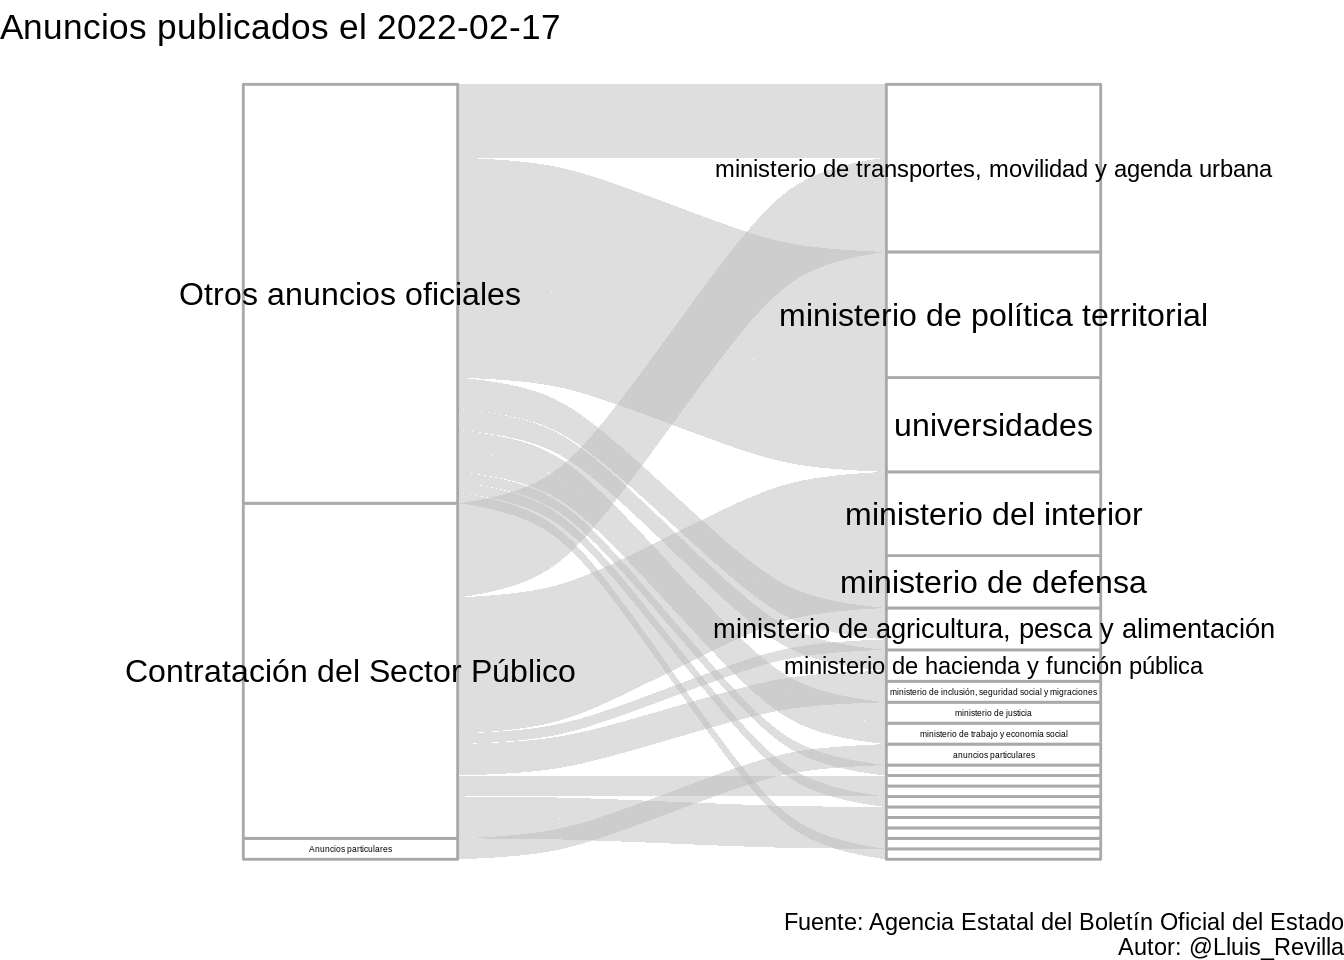 Anuncios publicados el 2022-02-17
ministerio de transportes, movilidad y agenda urbana
Otros anuncios oficiales
ministerio de política territorial
universidades
ministerio del interior
ministerio de defensa
ministerio de agricultura, pesca y alimentación
ministerio de hacienda y función pública
Contratación del Sector Público
ministerio de inclusión, seguridad social y migraciones
ministerio de justicia
ministerio de trabajo y economía social
anuncios particulares
Anuncios particulares
Fuente: Agencia Estatal del Boletín Oficial del Estado
Autor: @Lluis_Revilla